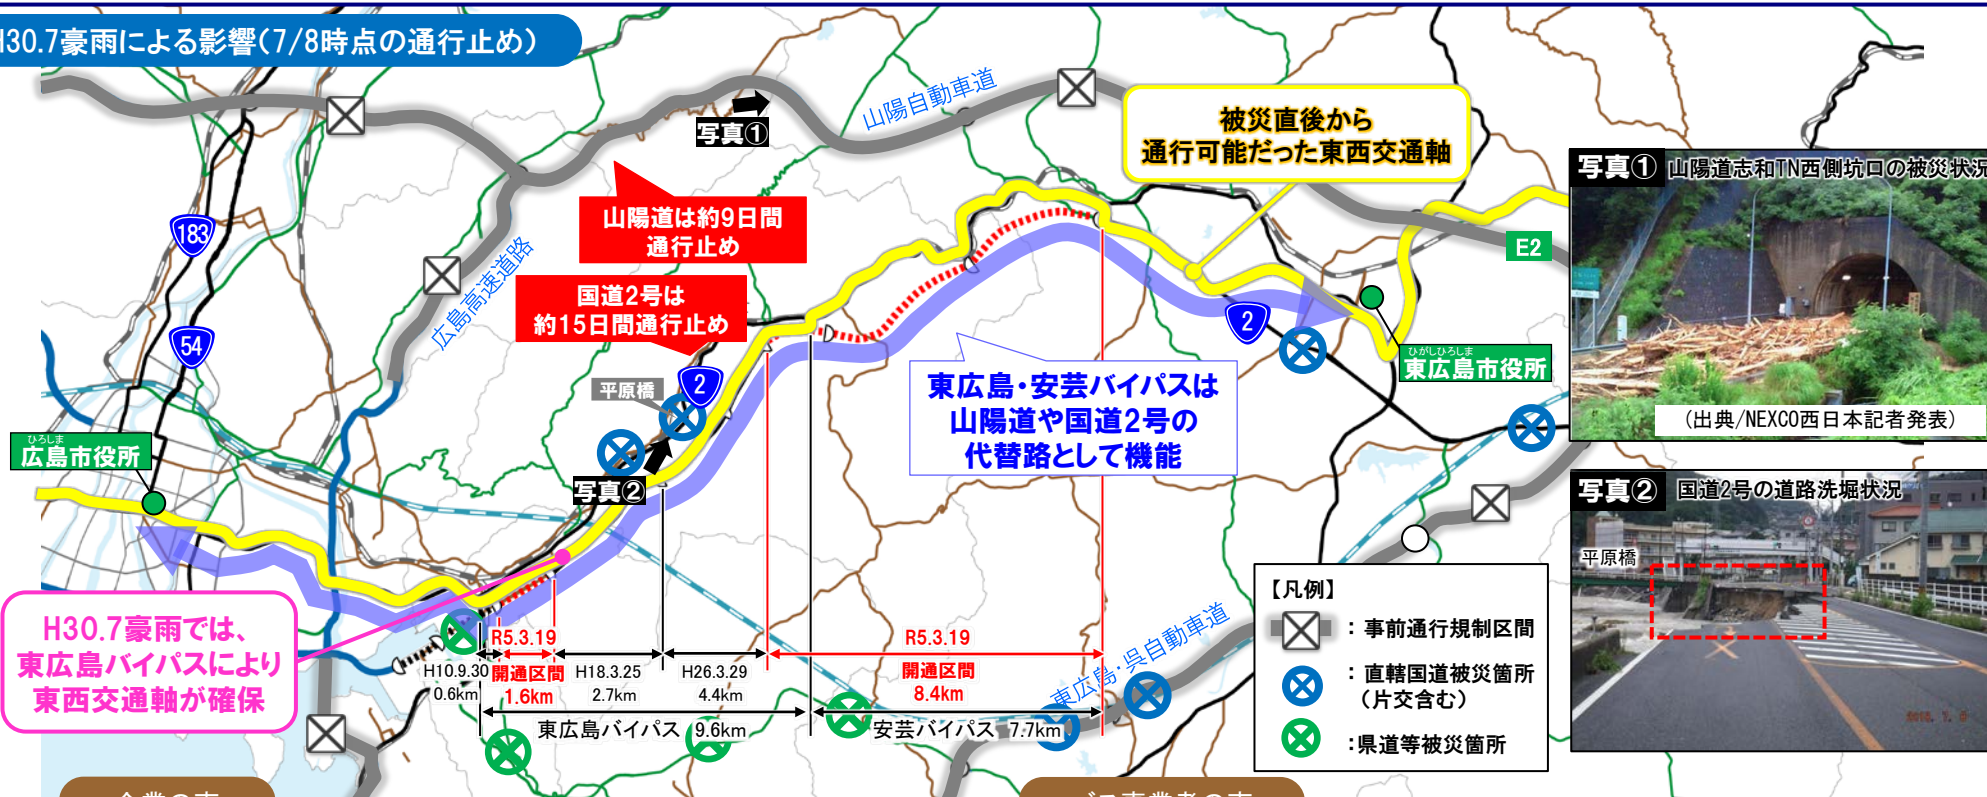 H30.7豪雨による影響(7/8時点の通行止め)
山陽自動車道
写真①
被災直後から
通行可能だった東西交通軸
写真① 山陽道志和TN西側坑口の被災状況
(出典/NEXCO西日本記者発表)
183
54
広島高速道路
山陽道は約9日間
通行止め
国道2号は
約15日間通行止め
E2
2
2
平原橋
写真②
東広島・安芸バイパスは
山陽道や国道2号の
代替路として機能
ひがしひろしま
東広島市役所
ひろしま
広島市役所
写真② 国道2号の道路洗堀状況
平原橋
H30.7豪雨では、
東広島バイパスにより
東西交通軸が確保
H10.9.30
0.6km
R5.3.19
開通区間
1.6km
H18.3.25
2.7km
H26.3.29
4.4km
R5.3.19
開通区間
8.4km
東広島バイパス 9.6km
安芸バイパス 7.7km
東広島・呉自動車道
【凡例】
:事前通行規制区間
:直轄国道被災箇所
(片交含む)
:県道等被災箇所